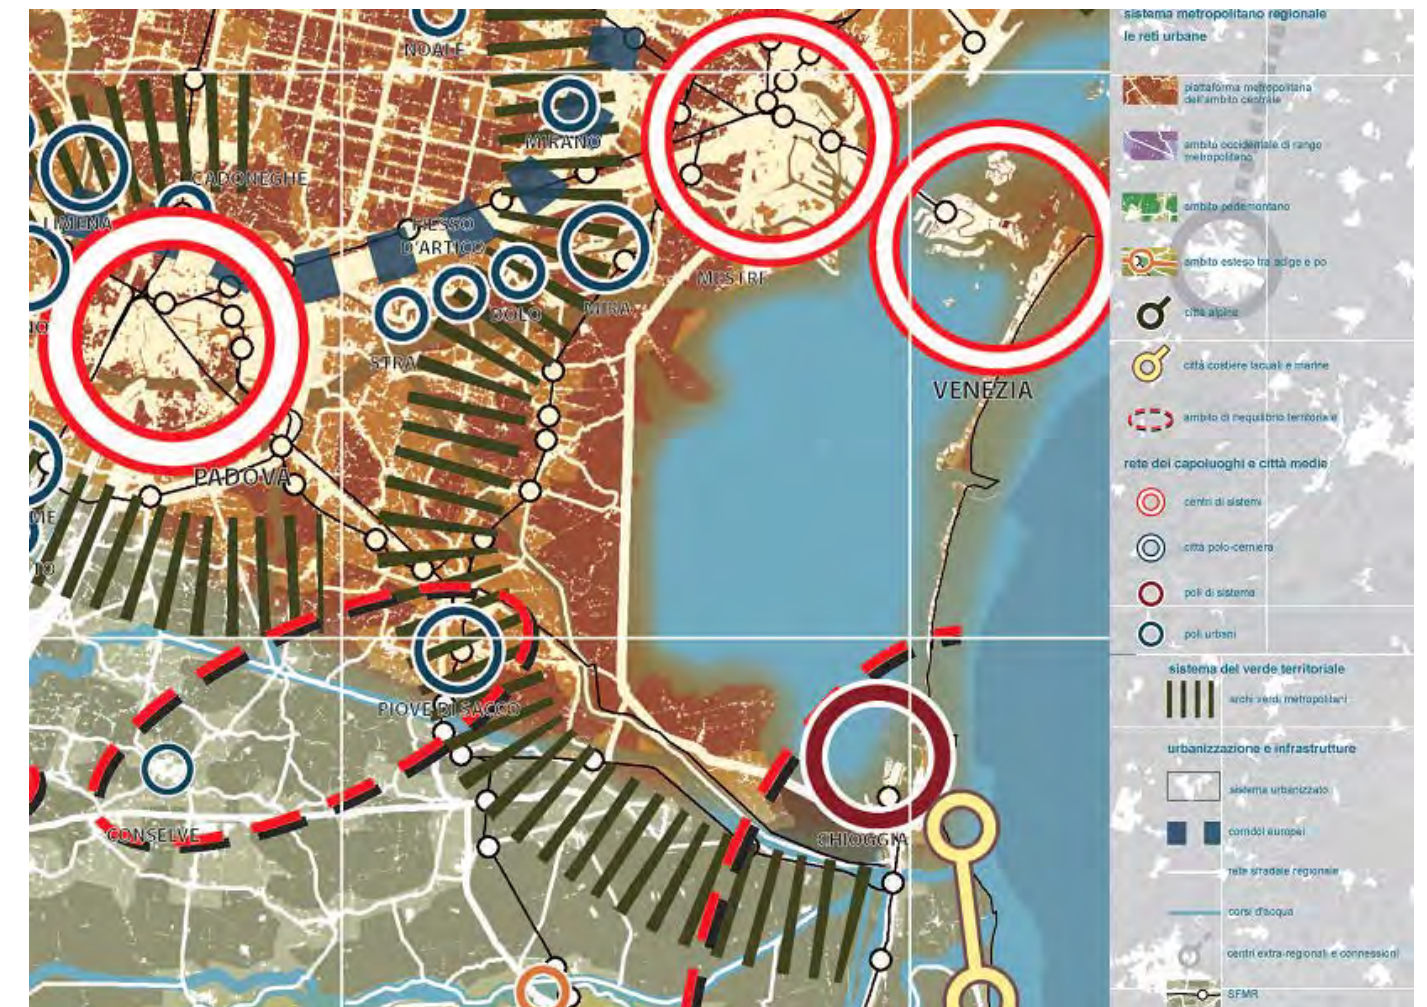 NOALE
MIRANO
CADONEGHE
LIMENA
FIESSO
D'ARTICO
DOLO
MIRA
MESTRE
STRA
VENEZIA
PADOVA
PIOVE DI SACCO
CONSELVE
CHIOGGIA
NO
ME
TO
sistema metropolitano regionale
le reti urbane
piattaforma metropolitana
dell'ambito centrale
ambito occidentale di rango
metropolitano
ambito pedemontano
ambito esteso tra adige e po
città alpine
città costiere lacuali e marine
ambito di riequilibrio territoriale
rete dei capoluoghi e città medie
centri di sistemi
città polo-cerniera
poli di sistema
poli urbani
sistema del verde territoriale
archi verdi metropolitani
urbanizzazione e infrastrutture
sistema urbanizzato
corridoi europei
rete stradale regionale
corsi d'acqua
centri extra-regionali e connessioni
SFMR